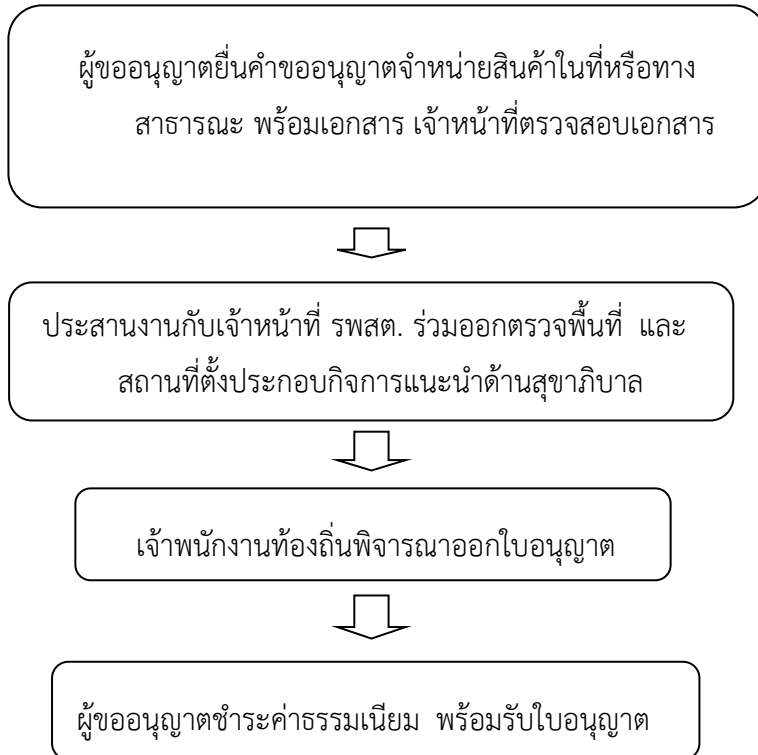 ผู้ขออนุญาตยื่นคำขออนุญาตจำหน่ายสินค้าในที่หรือทาง
สาธารณะ พร้อมเอกสาร เจ้าหน้าที่ตรวจสอบเอกสาร
ประสานงานกับเจ้าหน้าที่ รพสต. ร่วมออกตรวจพื้นที่ และ
สถานที่ตั้งประกอบกิจการแนะนำด้านสุขาภิบาล
เจ้าพนักงานท้องถิ่นพิจารณาออกใบอนุญาต
ผู้ขออนุญาตชำระค่าธรรมเนียม พร้อมรับใบอนุญาต